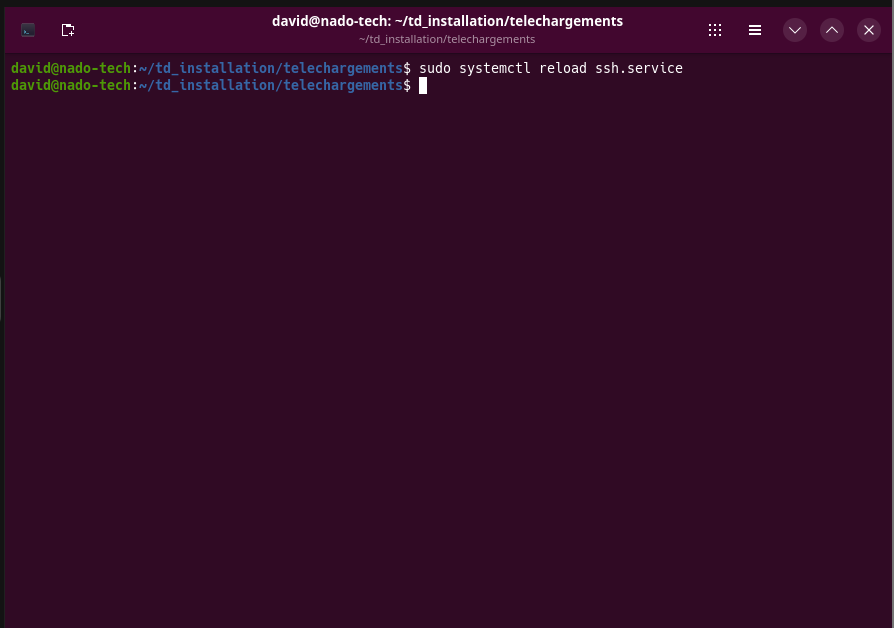 david@nado-tech: ~/td_installation/telechargements
~/td_installation/telechargements
david@nado-tech:~/td_installation/telechargements$ sudo systemctl reload ssh.service
david@nado-tech:~/td_installation/telechargements$